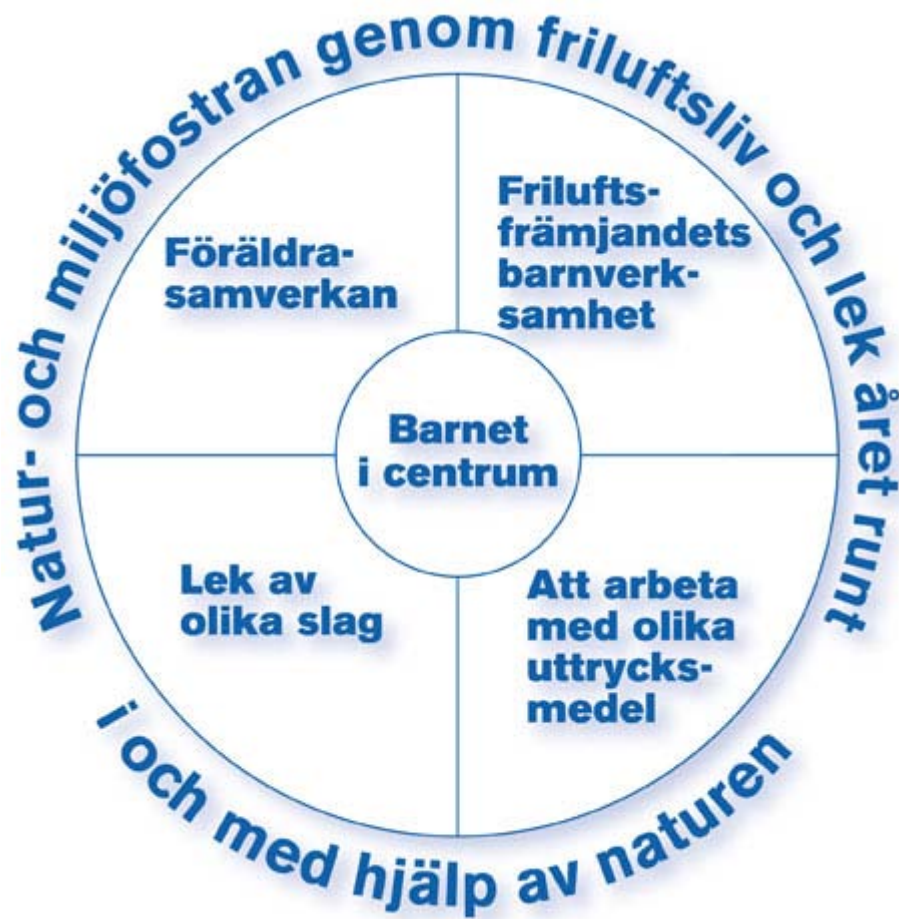 Natur- och miljöfostran genom friluftsliv och lek året runt
Föräldra-
samverkan
Frilufts-
främjandets
barnverk-
samhet
Barnet
i centrum
Lek av
olika slag
Att arbeta
med olika
uttrycks-
medel
i och med hjälp av naturen